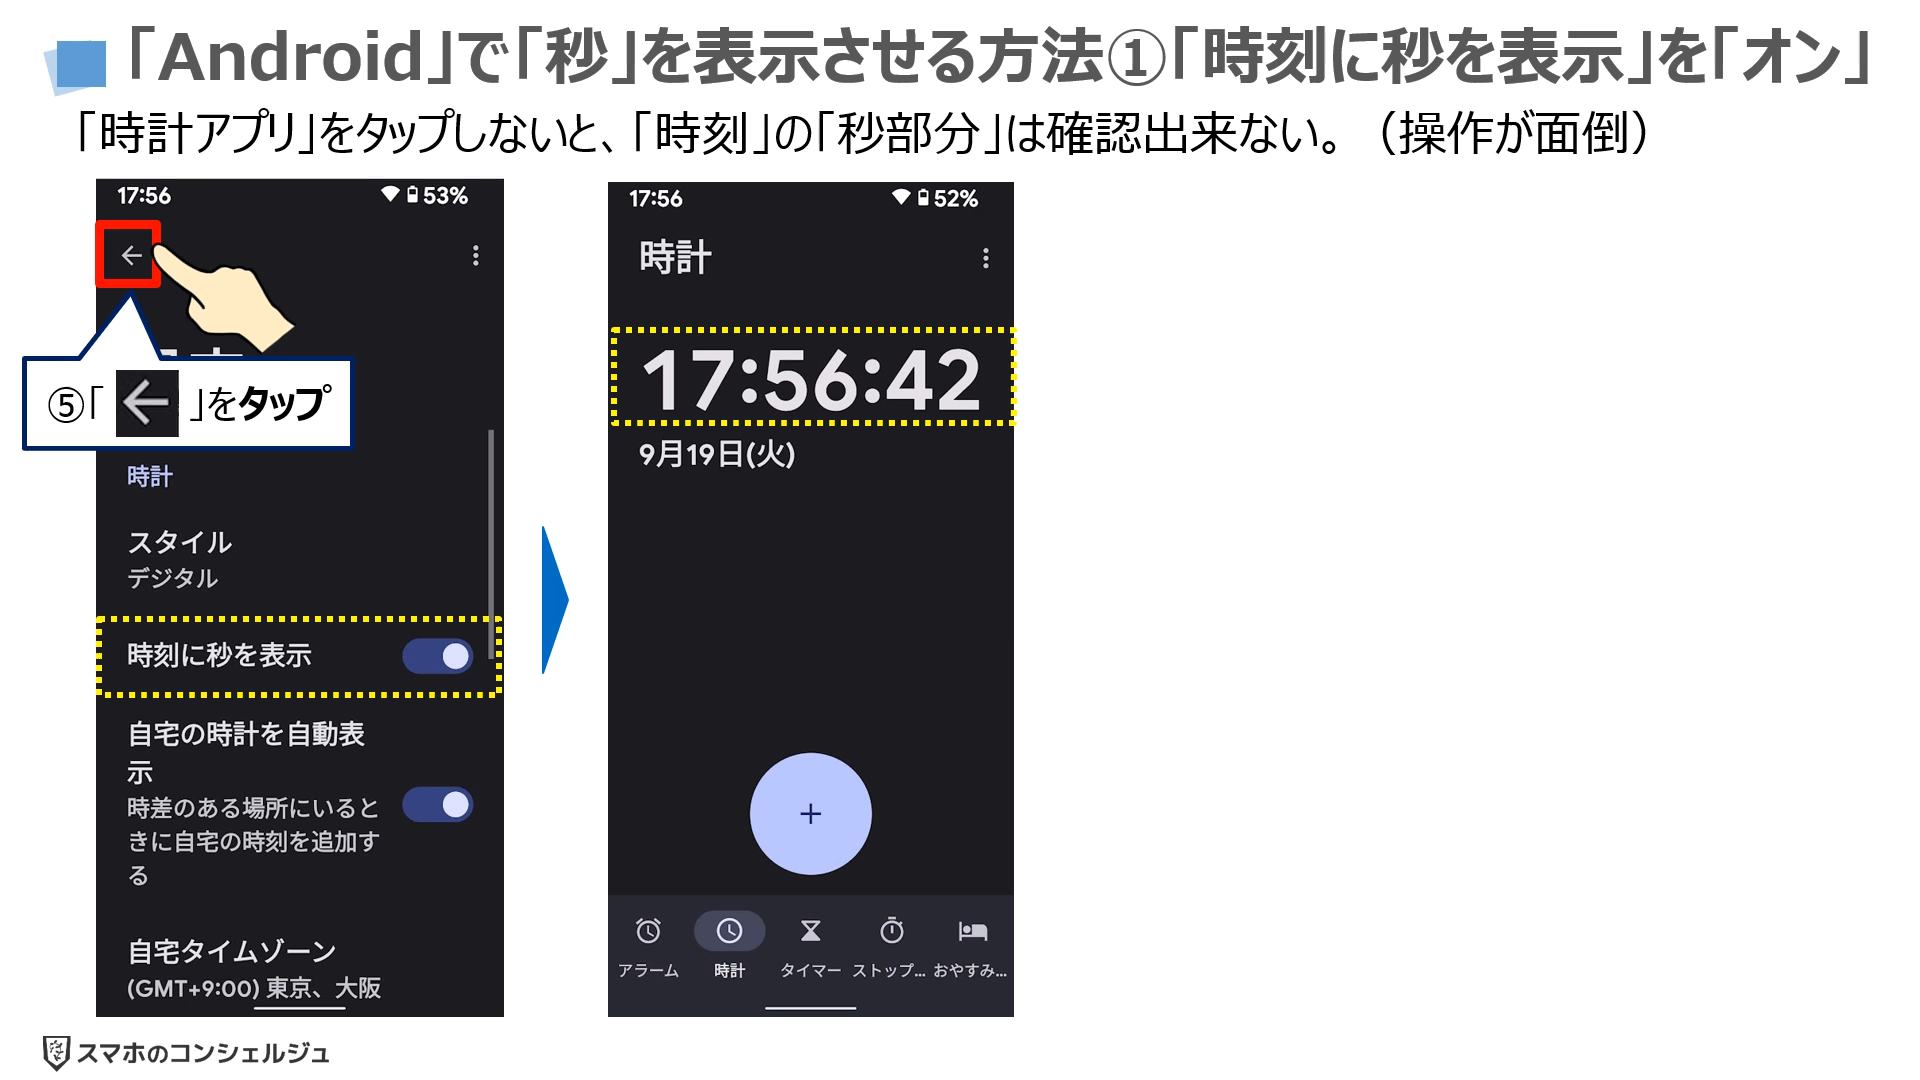 「Android」で「秒」を表示させる方法①「時刻に秒を表示」を「オン」
「時計アプリ」をタップしないと、「時刻」の「秒部分」は確認出来ない。（操作が面倒）
17:56
53%
⑤「←」をタップ
時計
スタイル
デジタル
時刻に秒を表示
自宅の時計を自動表
示
時差のある場所にいると
きに自宅の時刻を追加す
る
自宅タイムゾーン
(GMT+9:00) 東京、大阪
17:56
52%
時計
17:56:42
9月19日(火)
+
アラーム
時計
タイマー
ストップ...
おやすみ...
スマホのコンシェルジュ